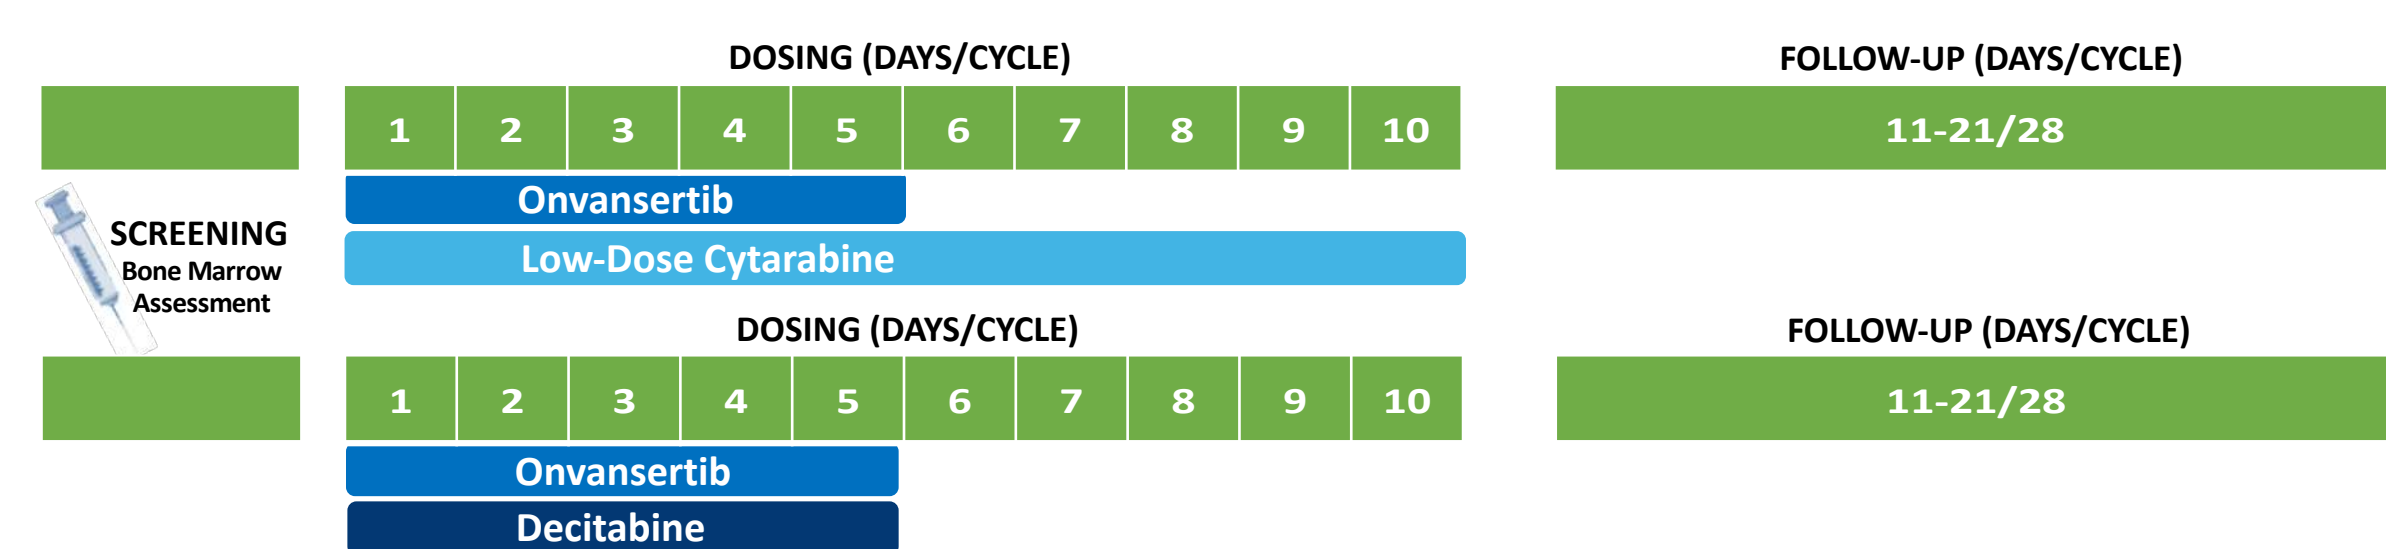 DOSING (DAYS/CYCLE)
FOLLOW-UP (DAYS/CYCLE)
1 2 3 4 5 6 7 8 9 10
11-21/28
Onvansertib
Low-Dose Cytarabine
SCREENING
Bone Marrow
Assessment
DOSING (DAYS/CYCLE)
FOLLOW-UP (DAYS/CYCLE)
1 2 3 4 5 6 7 8 9 10
11-21/28
Onvansertib
Decitabine